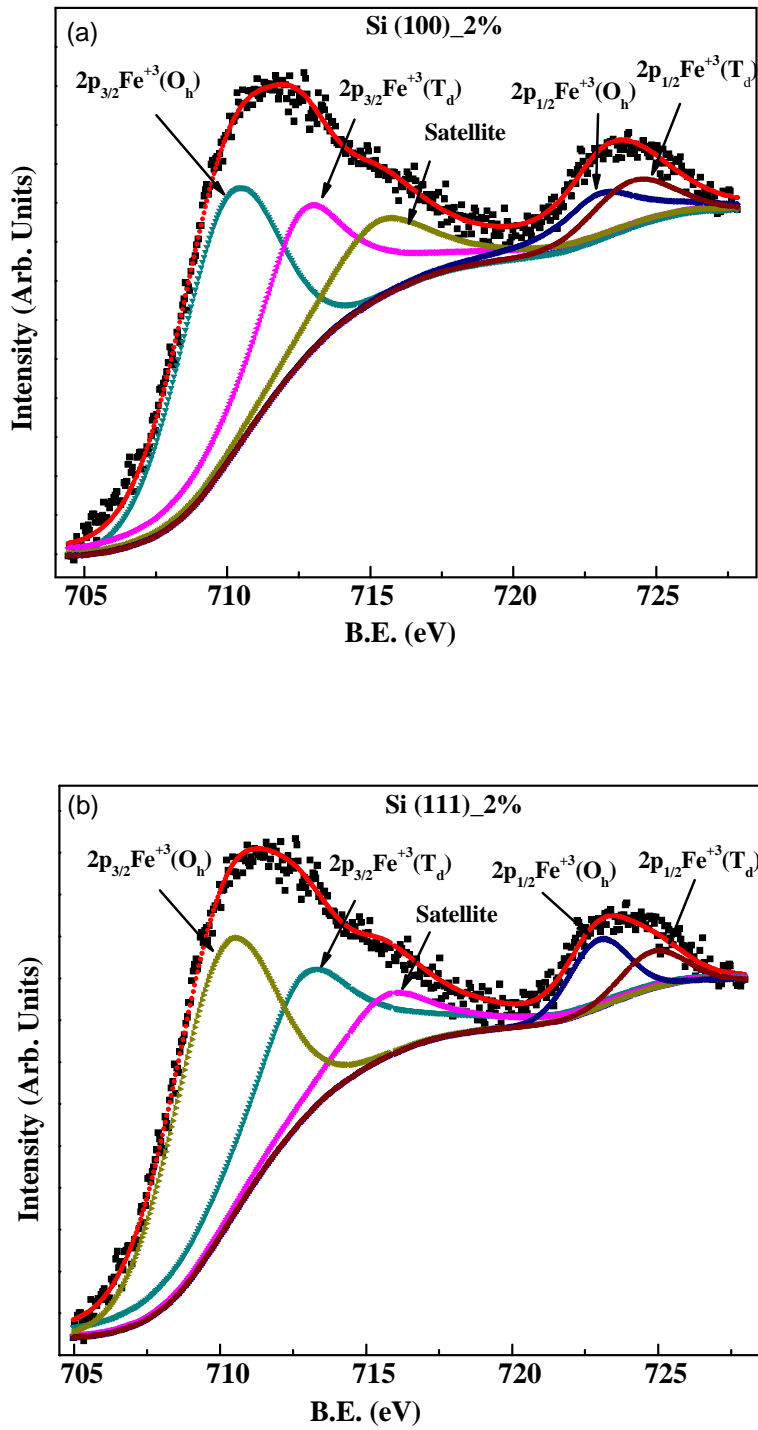 (a)
Si (100)_2%
2p3/2Fe+3(Oh)
2p3/2Fe+3(Td)
Satellite
2p1/2Fe+3(Oh)
2p1/2Fe+3(Td)
Intensity (Arb. Units)
705 710 715 720 725
B.E. (eV)
(b)
Si (111)_2%
2p3/2Fe+3(Oh)
2p3/2Fe+3(Td)
Satellite
2p1/2Fe+3(Oh)
2p1/2Fe+3(Td)
Intensity (Arb. Units)
705 710 715 720 725
B.E. (eV)